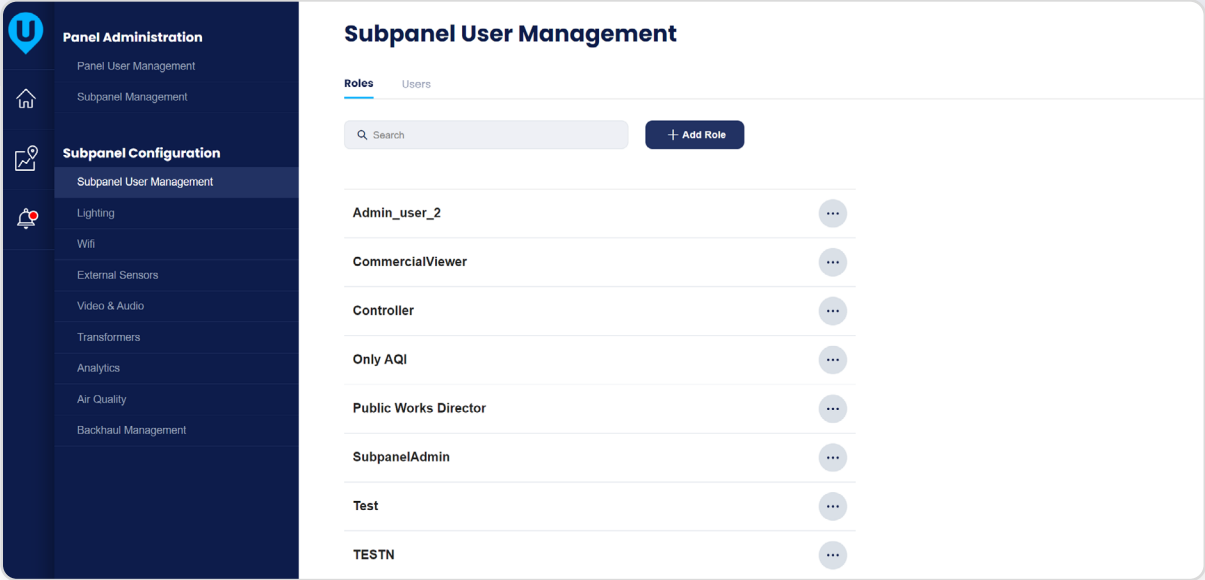 U
Panel Administration
Panel User Management
Subpanel Management
Subpanel Configuration
Subpanel User Management
Lighting
Wifi
External Sensors
Video & Audio
Transformers
Analytics
Air Quality
Backhaul Management
Subpanel User Management
Roles Users
Search + Add Role
Admin_user_2
CommercialViewer
Controller
Only AQI
Public Works Director
SubpanelAdmin
Test
TESTN